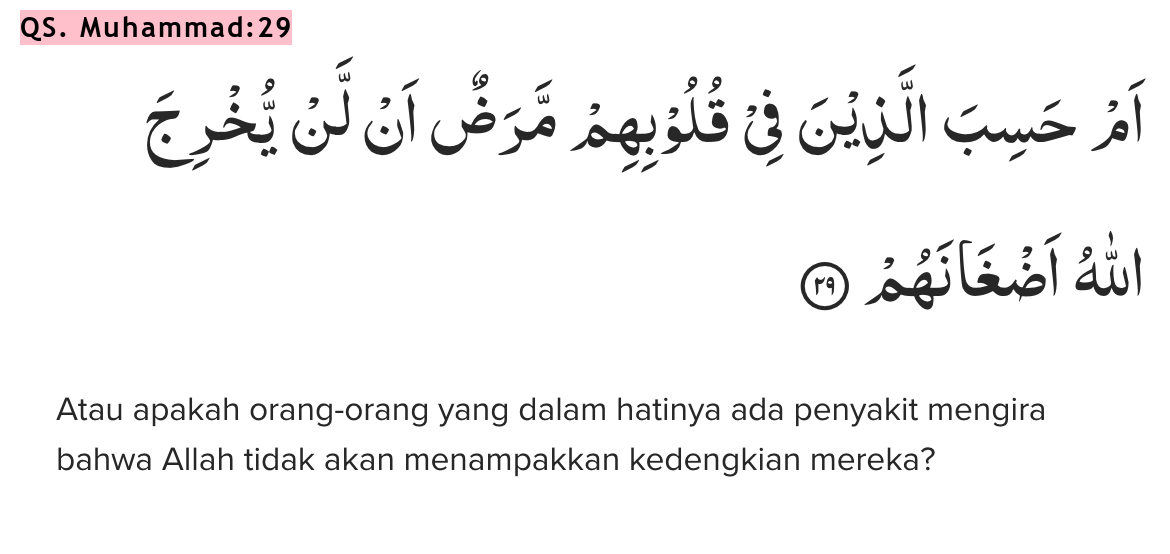 QS. Muhammad:29
اَمْ حَسِبَ الَّذِيْنَ فِيْ قُلُوْبِهِمْ مَّرَضٌ اَنْ لَّنْ يُّخْرِجَ
اللّٰهُ اَضْغَانَهُمْ ٢٩
Atau apakah orang-orang yang dalam hatinya ada penyakit mengira
bahwa Allah tidak akan menampakkan kedengkian mereka?